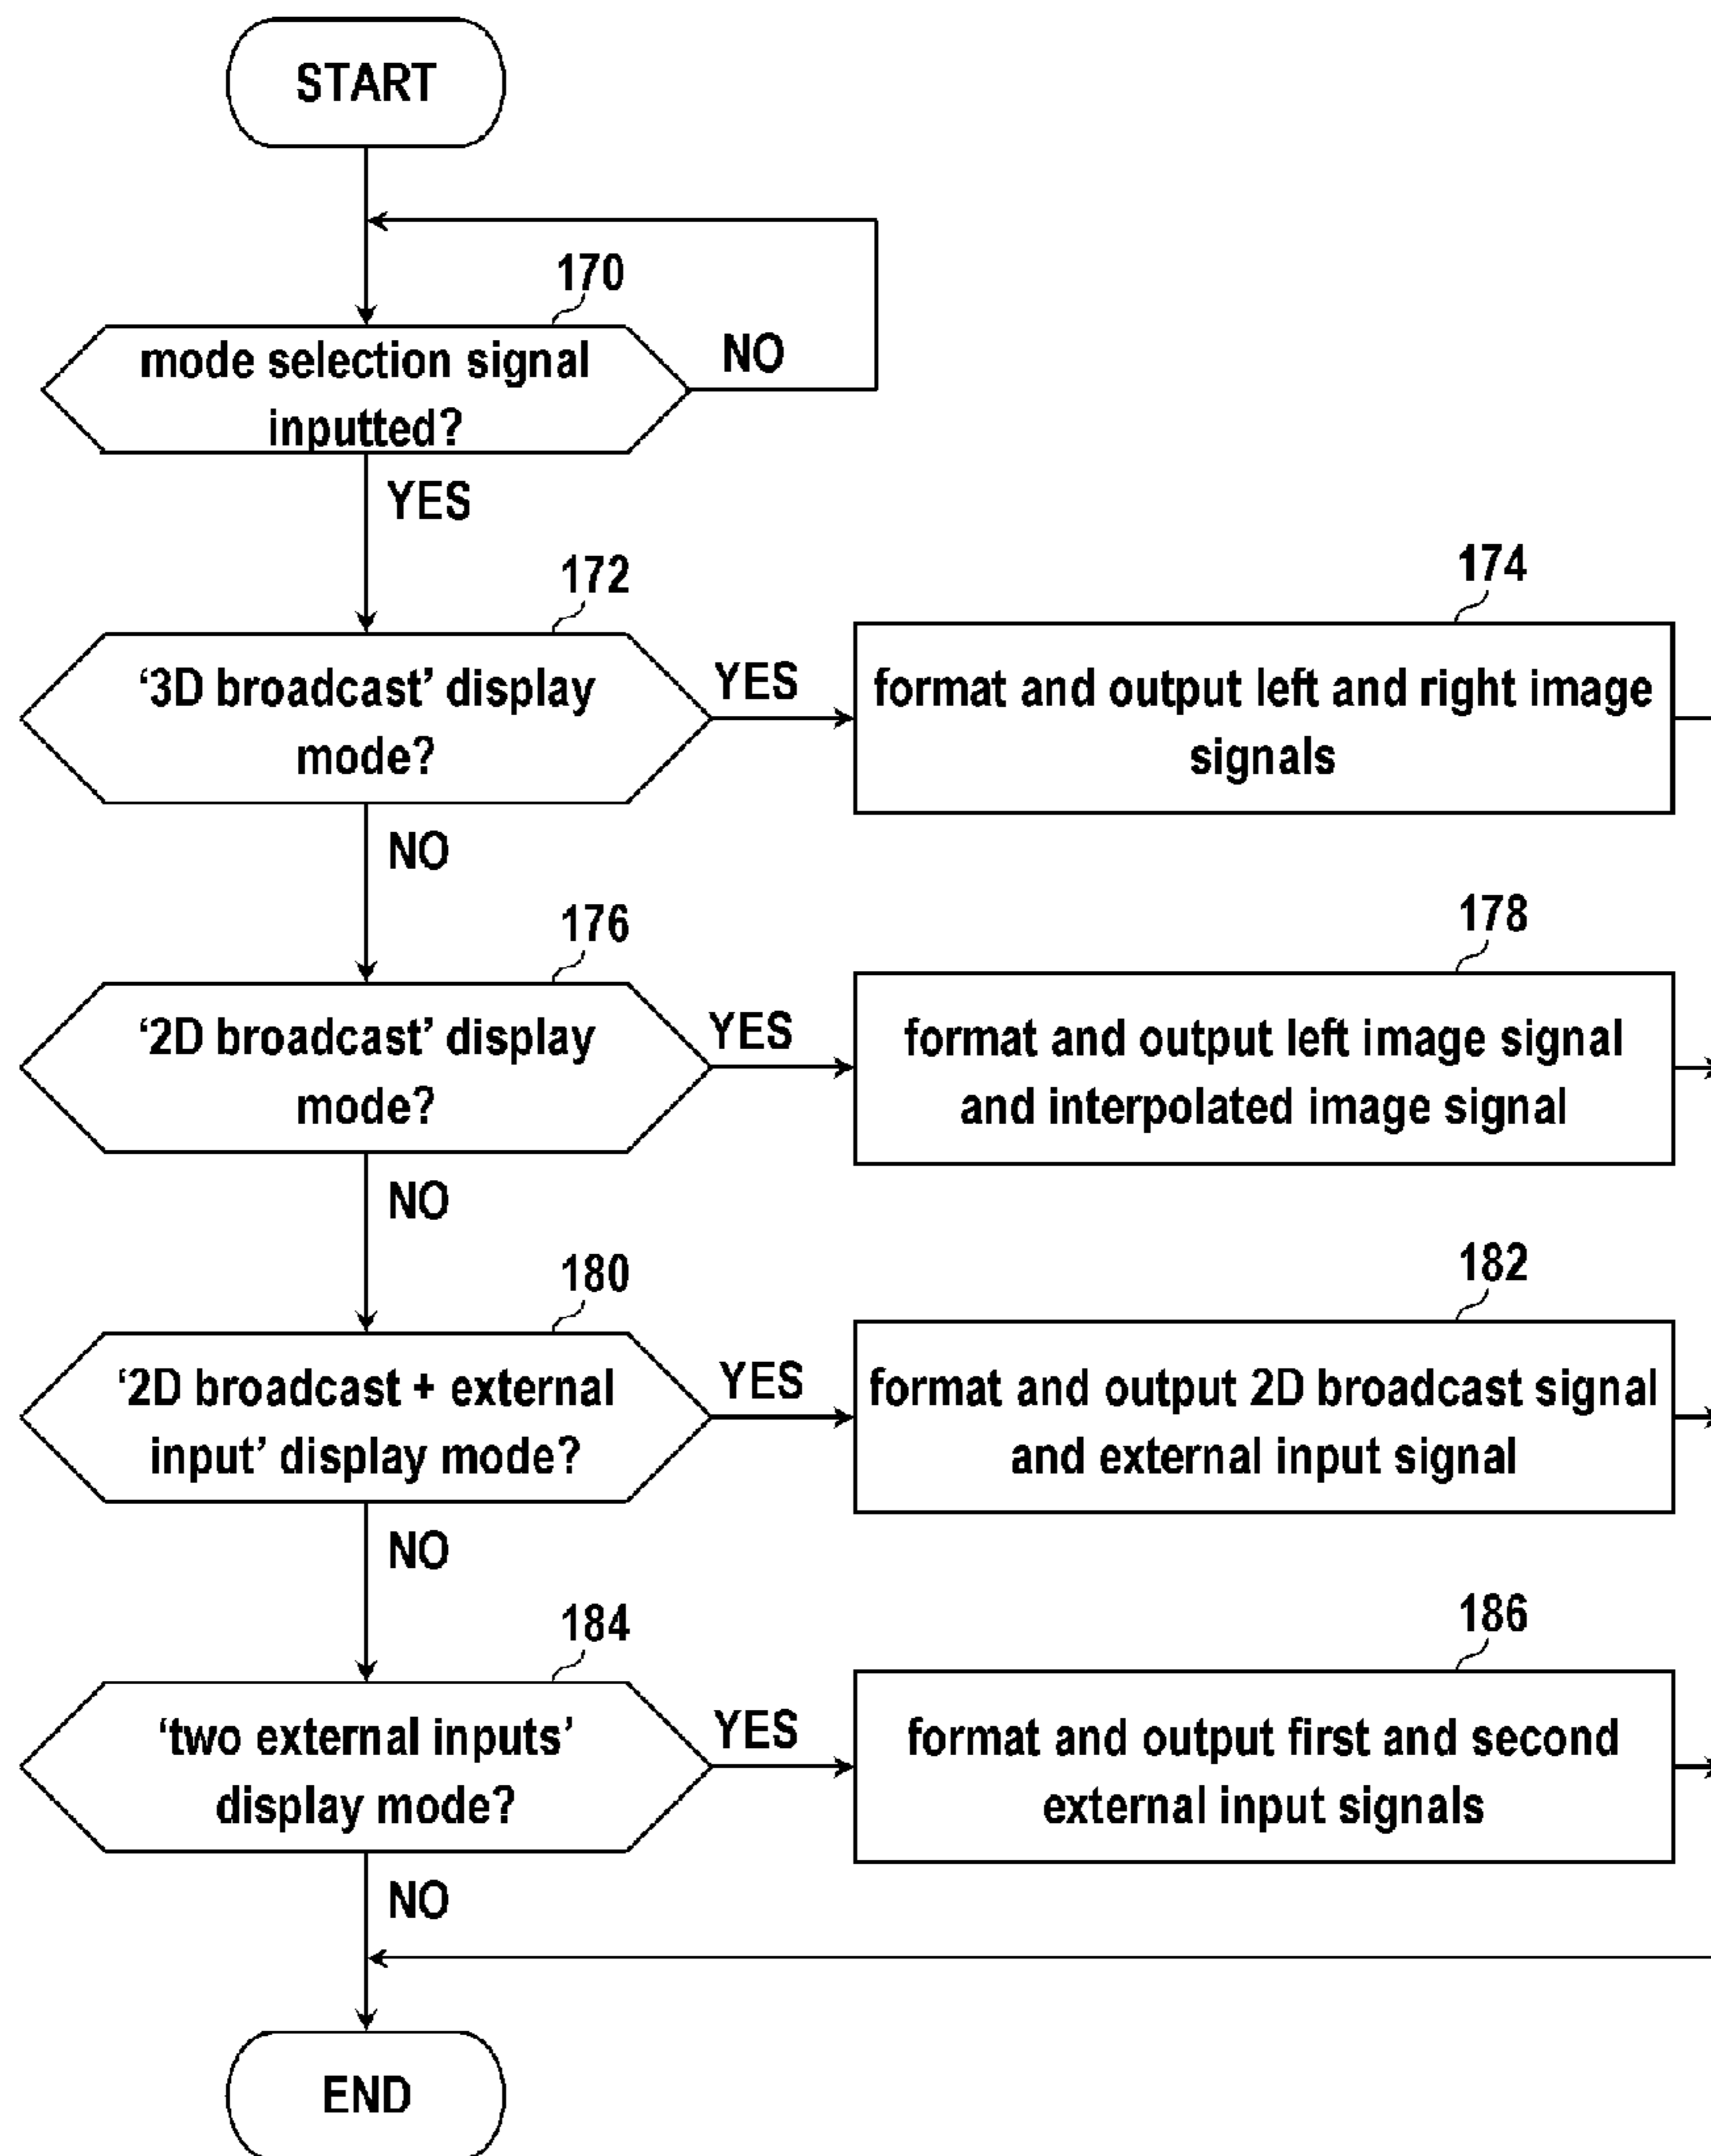 START
170
mode selection signal
inputted?
NO
YES
172
‘3D broadcast’ display
mode?
YES
174
format and output left and right image
signals
NO
176
‘2D broadcast’ display
mode?
YES
178
format and output left image signal
and interpolated image signal
NO
180
‘2D broadcast + external
input’ display mode?
YES
182
format and output 2D broadcast signal
and external input signal
NO
184
‘two external inputs’
display mode?
YES
186
format and output first and second
external input signals
NO
END